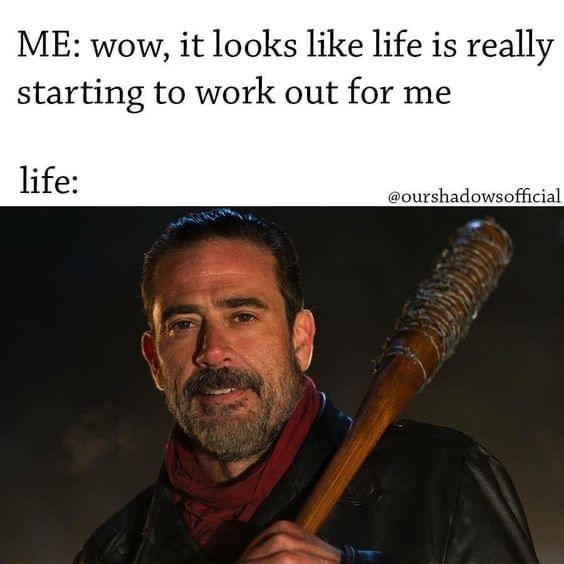 ME: wow, it looks like life is really
starting to work out for me
life:
@ourshadowsofficial